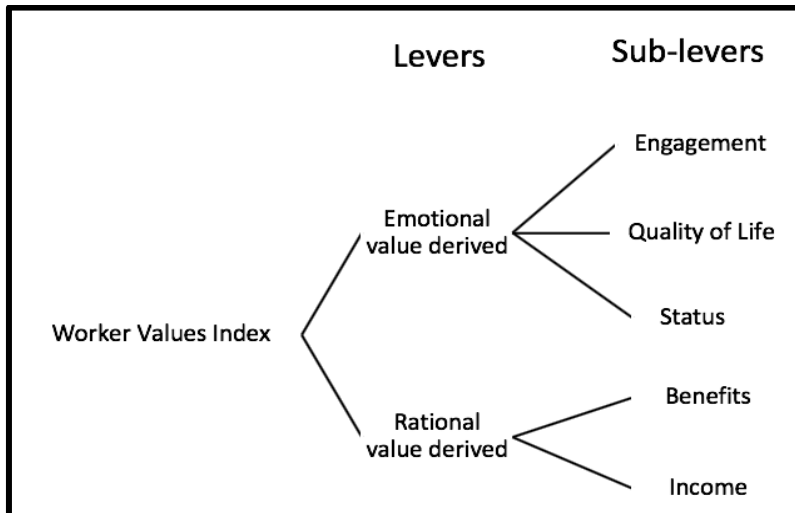 Levers
Sub-levers
Engagement
Emotional
value derived
Quality of Life
Status
Worker Values Index
Benefits
Rational
value derived
Income